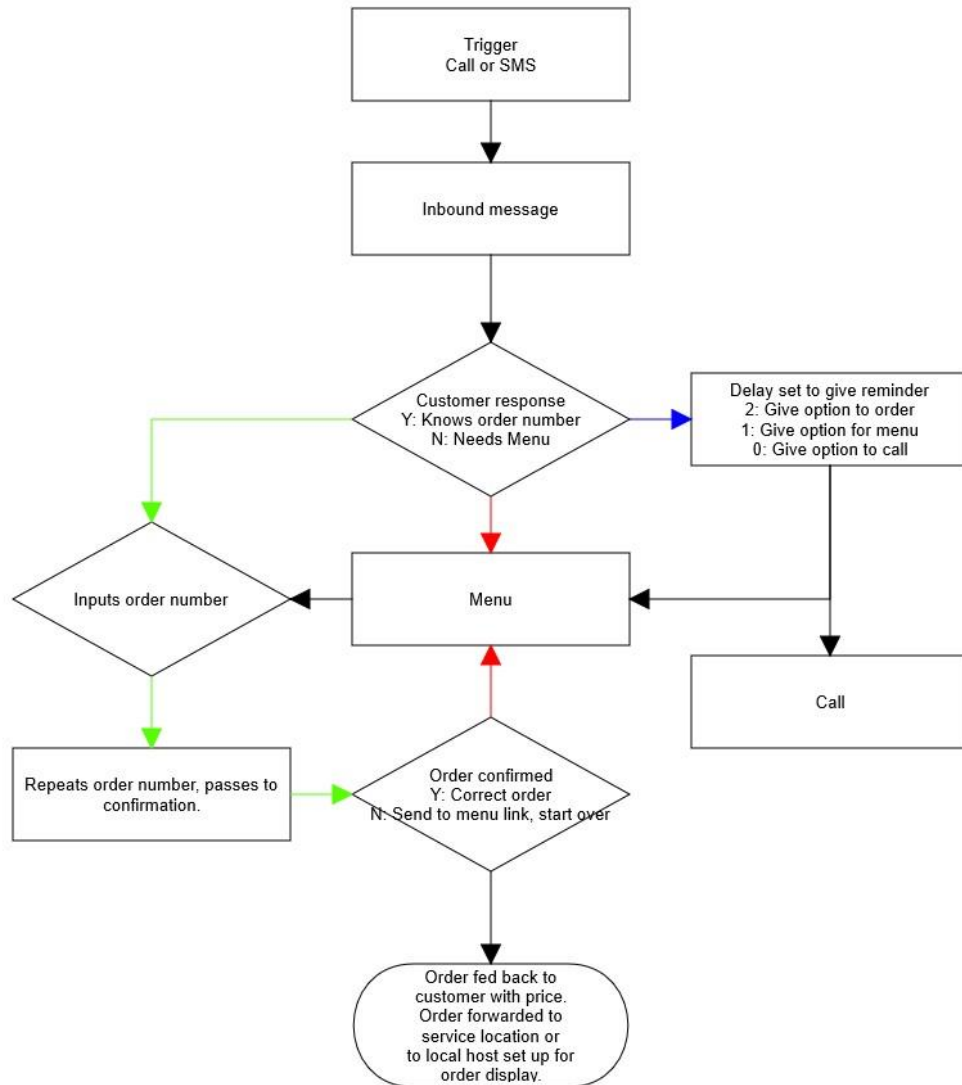 Trigger
Call or SMS
Inbound message
Customer response
Y: Knows order number
N: Needs Menu
Delay set to give reminder
2: Give option to order
1: Give option for menu
0: Give option to call
Inputs order number
Menu
Call
Repeats order number, passes to
confirmation.
Order confirmed
Y: Correct order
N: Send to menu link, start over
Order fed back to
customer with price.
Order forwarded to
service location or
to local host set up for
order display.